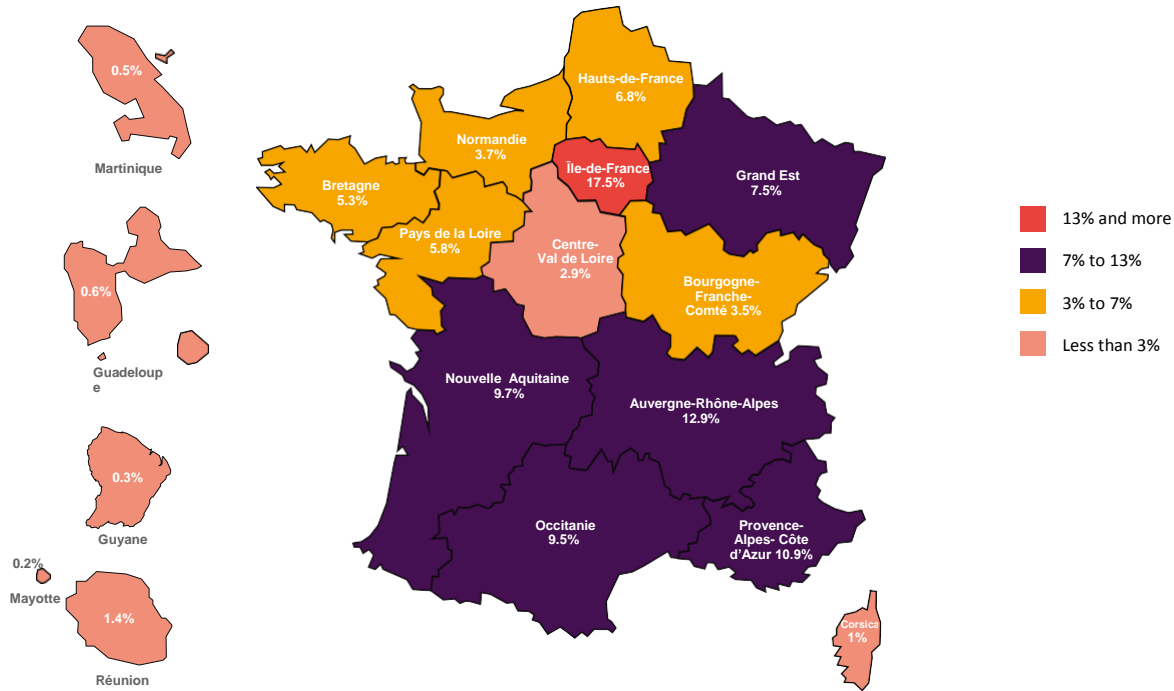 0.5%
Martinique
0.6%
Guadeloup
e
0.3%
Guyane
0.2%
Mayotte
1.4%
Réunion
Hauts-de-France
6.8%
Normandie
3.7%
Île-de-France
17.5%
Grand Est
7.5%
Bretagne
5.3%
Pays de la Loire
5.8%
Centre-
Val de Loire
2.9%
Bourgogne-
Franche-
Comté 3.5%
Nouvelle Aquitaine
9.7%
Auvergne-Rhône-Alpes
12.9%
Occitanie
9.5%
Provence-
Alpes- Côte
d'Azur 10.9%
Corsica
1%
13% and more
7% to 13%
3% to 7%
Less than 3%